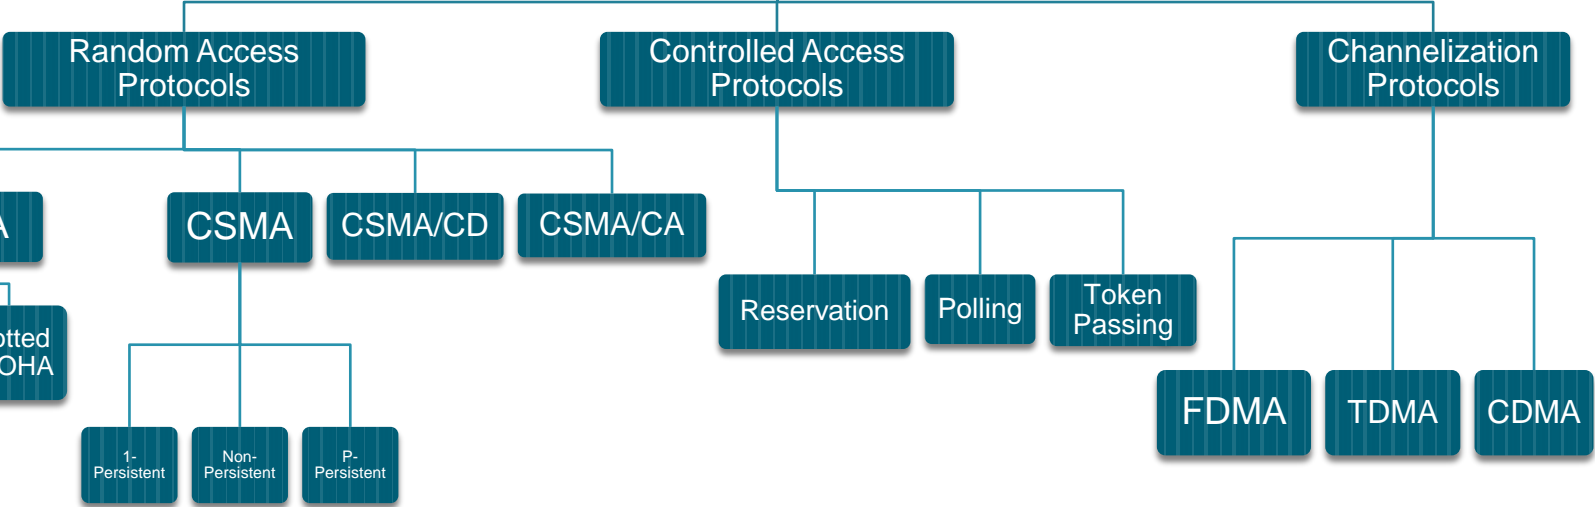 Random Access
Protocols
Controlled Access
Protocols
Channelization
Protocols
CSMA
CSMA/CD
CSMA/CA
Reservation
Polling
Token
Passing
FDMA
TDMA
CDMA
1-
Persistent
Non-
Persistent
P-
Persistent